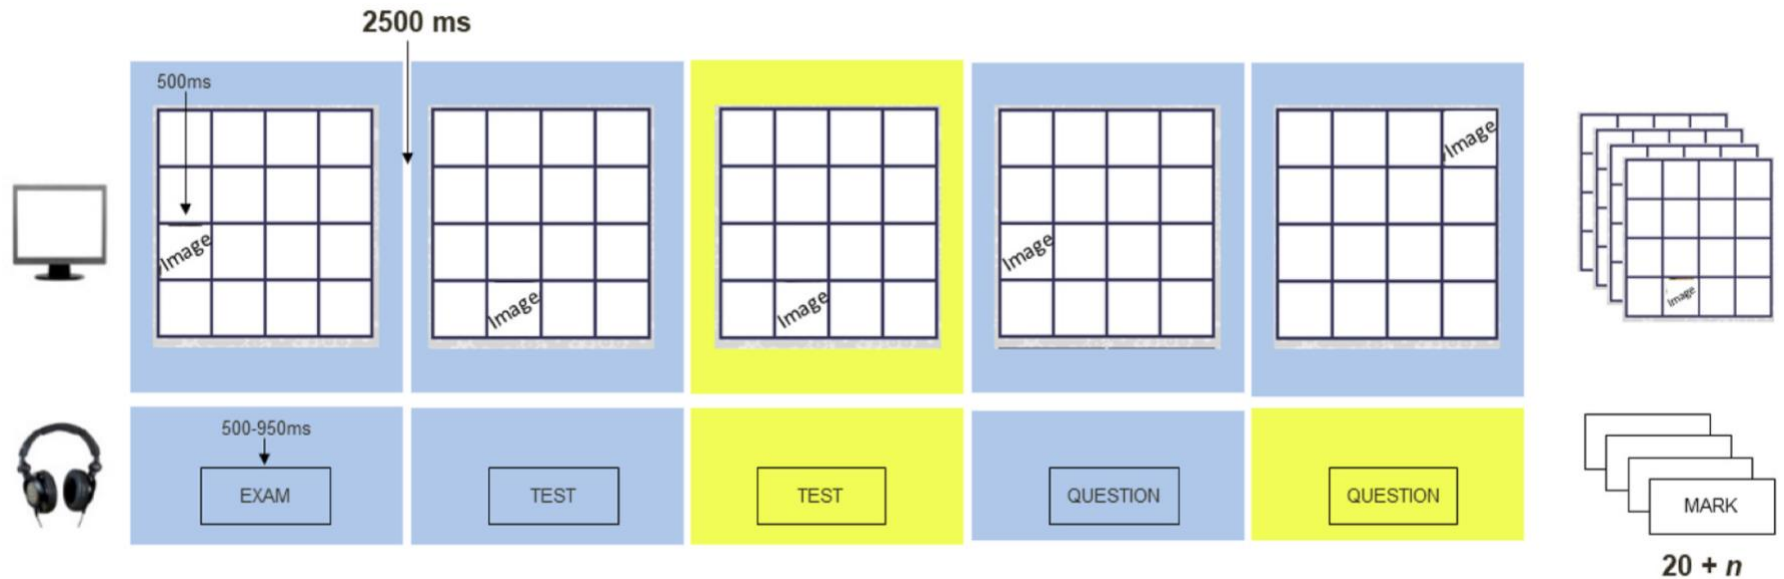 2500 ms
500ms
Image
Image
Image
Image
Image
Image
500-950ms
EXAM
TEST
TEST
QUESTION
QUESTION
MARK
20 + n